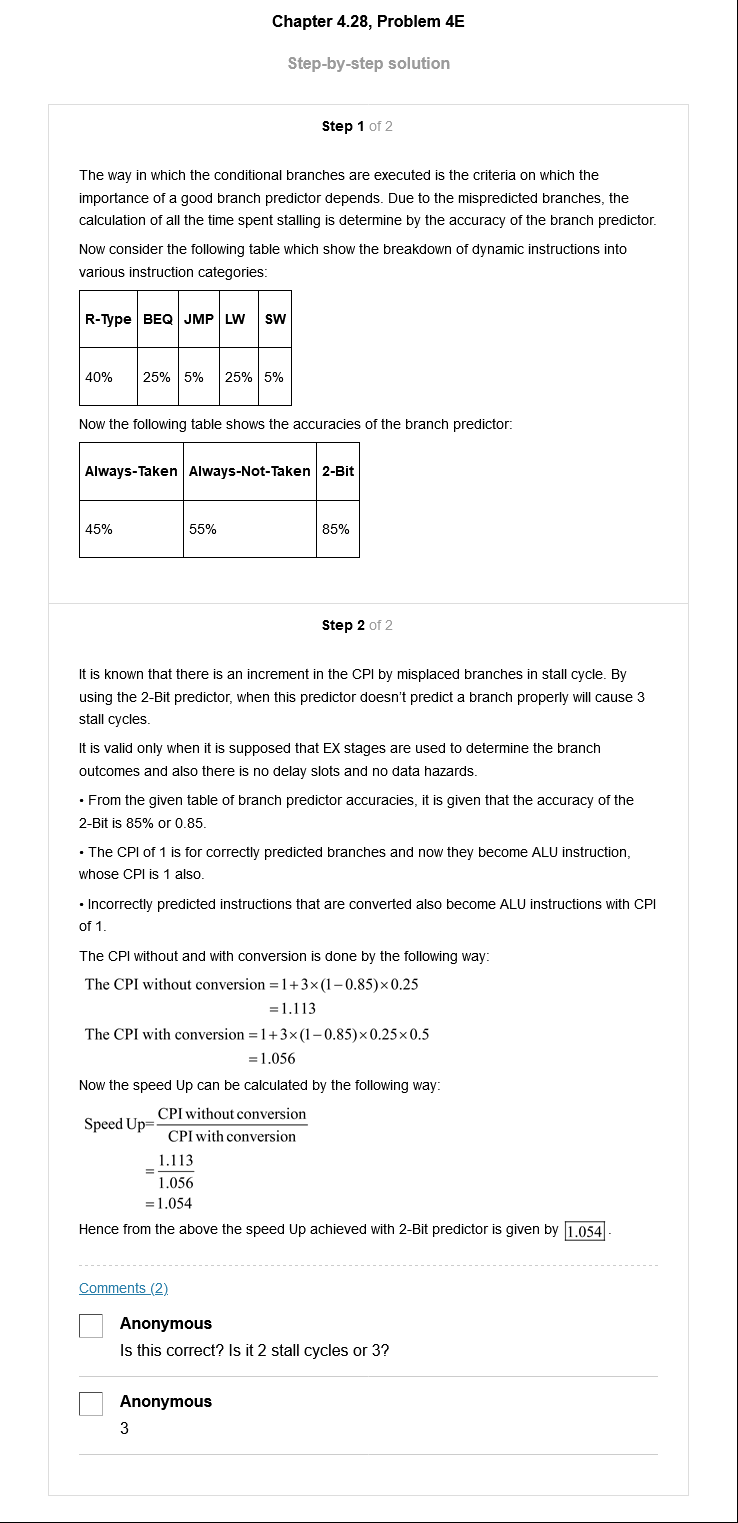 Chapter 4.28, Problem 4E
Step-by-step solution
Step 1 of 2
The way in which the conditional branches are executed is the criteria on which the
importance of a good branch predictor depends. Due to the mispredicted branches, the
calculation of all the time spent stalling is determine by the accuracy of the branch predictor.
Now consider the following table which show the breakdown of dynamic instructions into
various instruction categories:
R-Type BEQ JMP LW SW
40% 25% 5% 25% 5%
Now the following table shows the accuracies of the branch predictor:
Always-Taken Always-Not-Taken 2-Bit
45% 55% 85%
Step 2 of 2
It is known that there is an increment in the CPI by misplaced branches in stall cycle. By
using the 2-Bit predictor, when this predictor doesn't predict a branch properly will cause 3
stall cycles.
It is valid only when it is supposed that EX stages are used to determine the branch
outcomes and also there is no delay slots and no data hazards.
• From the given table of branch predictor accuracies, it is given that the accuracy of the
2-Bit is 85% or 0.85.
• The CPI of 1 is for correctly predicted branches and now they become ALU instruction,
whose CPI is 1 also.
• Incorrectly predicted instructions that are converted also become ALU instructions with CPI
of 1.
The CPI without and with conversion is done by the following way:
The CPI without conversion =1+3×(1−0.85)×0.25
=1.113
The CPI with conversion =1+3×(1−0.85)×0.25×0.5
=1.056
Now the speed Up can be calculated by the following way:
CPI without conversion
Speed Up=
CPI with conversion
1.113
=
1.056
=1.054
Hence from the above the speed Up achieved with 2-Bit predictor is given by 1.054 .
Comments (2)
Anonymous
Is this correct? Is it 2 stall cycles or 3?
Anonymous
3